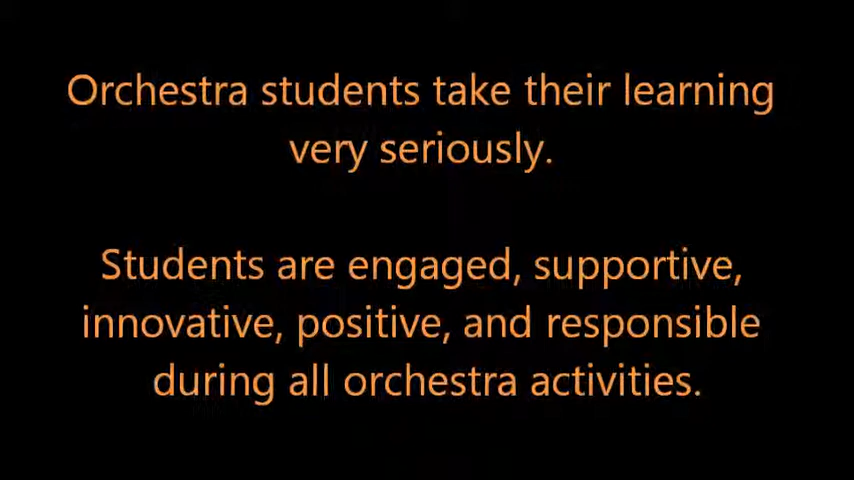 Orchestra students take their learning
very seriously.
Students are engaged, supportive,
innovative, positive, and responsible
during all orchestra activities.